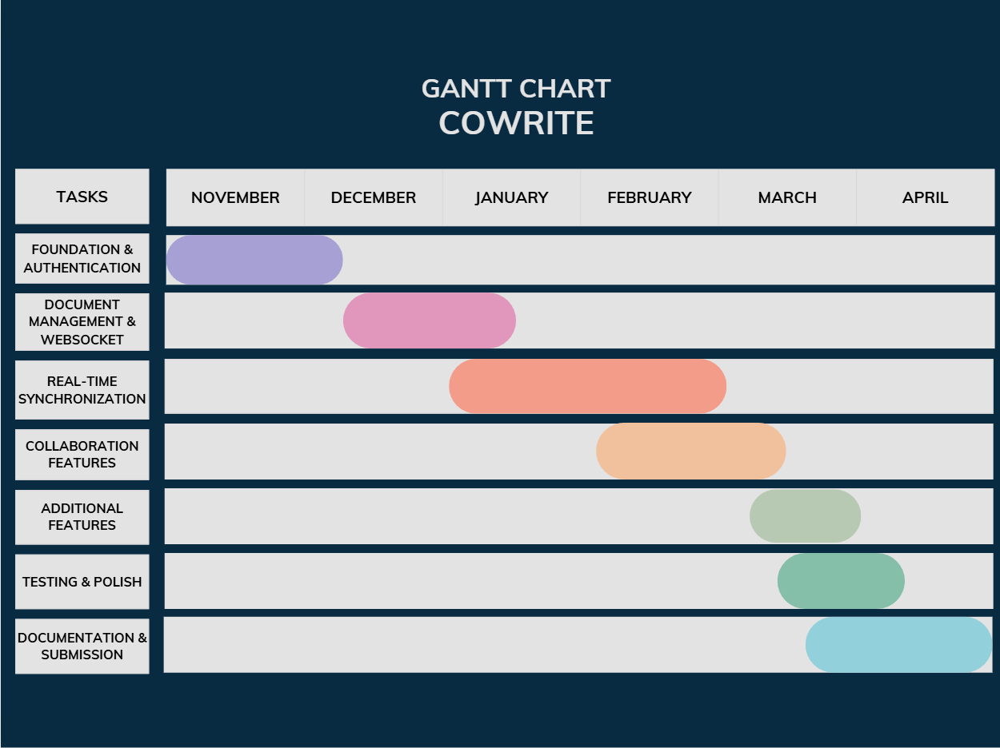 GANTT CHART
COWRITE
TASKS
NOVEMBER
DECEMBER
JANUARY
FEBRUARY
MARCH
APRIL
FOUNDATION &
AUTHENTICATION
DOCUMENT
MANAGEMENT &
WEBSOCKET
REAL-TIME
SYNCHRONIZATION
COLLABORATION
FEATURES
ADDITIONAL
FEATURES
TESTING & POLISH
DOCUMENTATION &
SUBMISSION